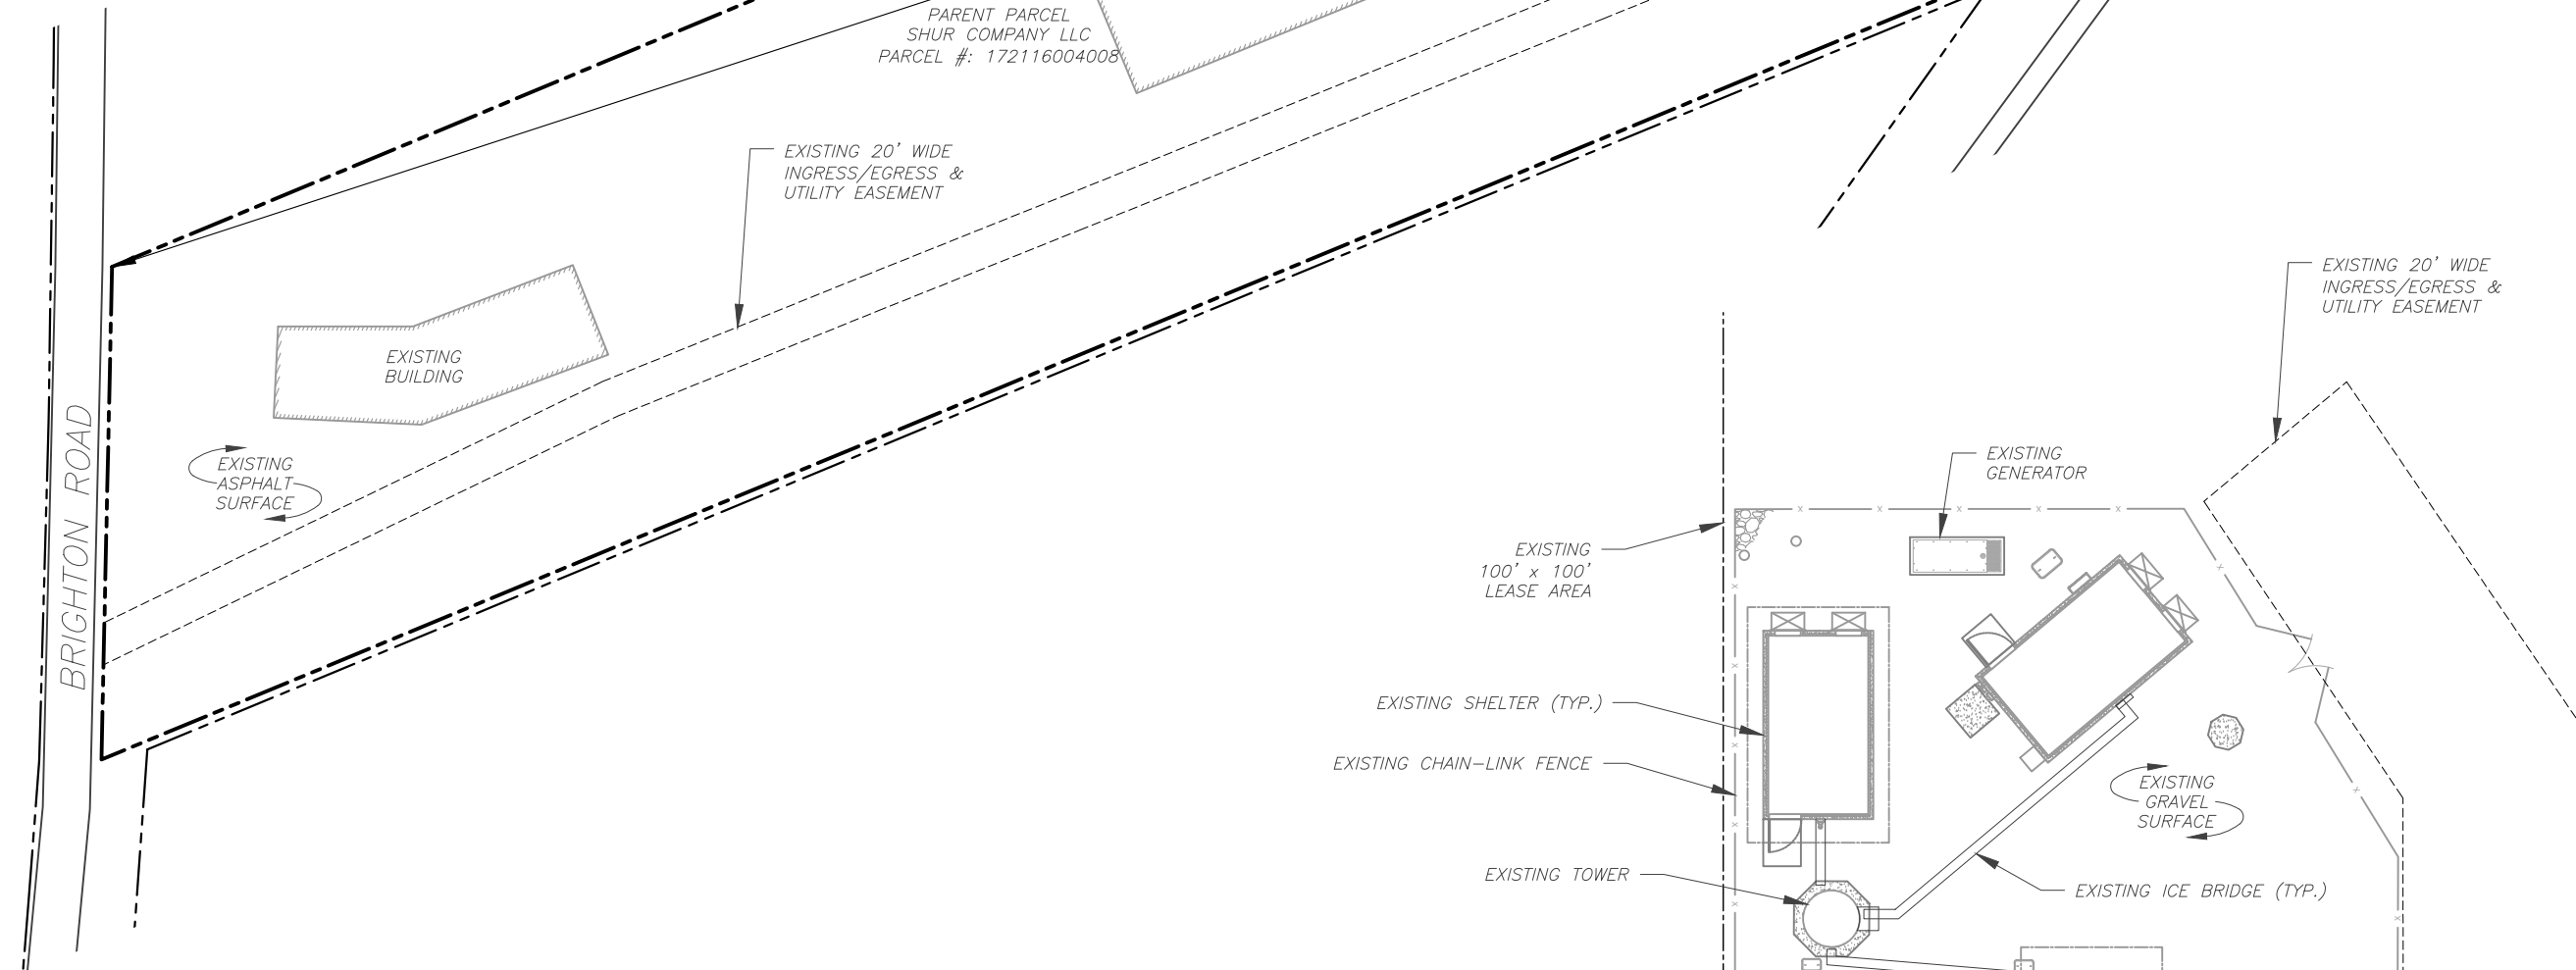 PARENT PARCEL
SHUR COMPANY LLC
PARCEL #: 172116004008
EXISTING 20' WIDE
INGRESS/EGRESS &
UTILITY EASEMENT
EXISTING
BUILDING
EXISTING
ASPHALT
SURFACE
BRIGHTON ROAD
EXISTING 20' WIDE
INGRESS/EGRESS &
UTILITY EASEMENT
EXISTING
GENERATOR
EXISTING
100' x 100'
LEASE AREA
EXISTING SHELTER (TYP.)
EXISTING CHAIN-LINK FENCE
EXISTING
GRAVEL
SURFACE
EXISTING TOWER
EXISTING ICE BRIDGE (TYP.)